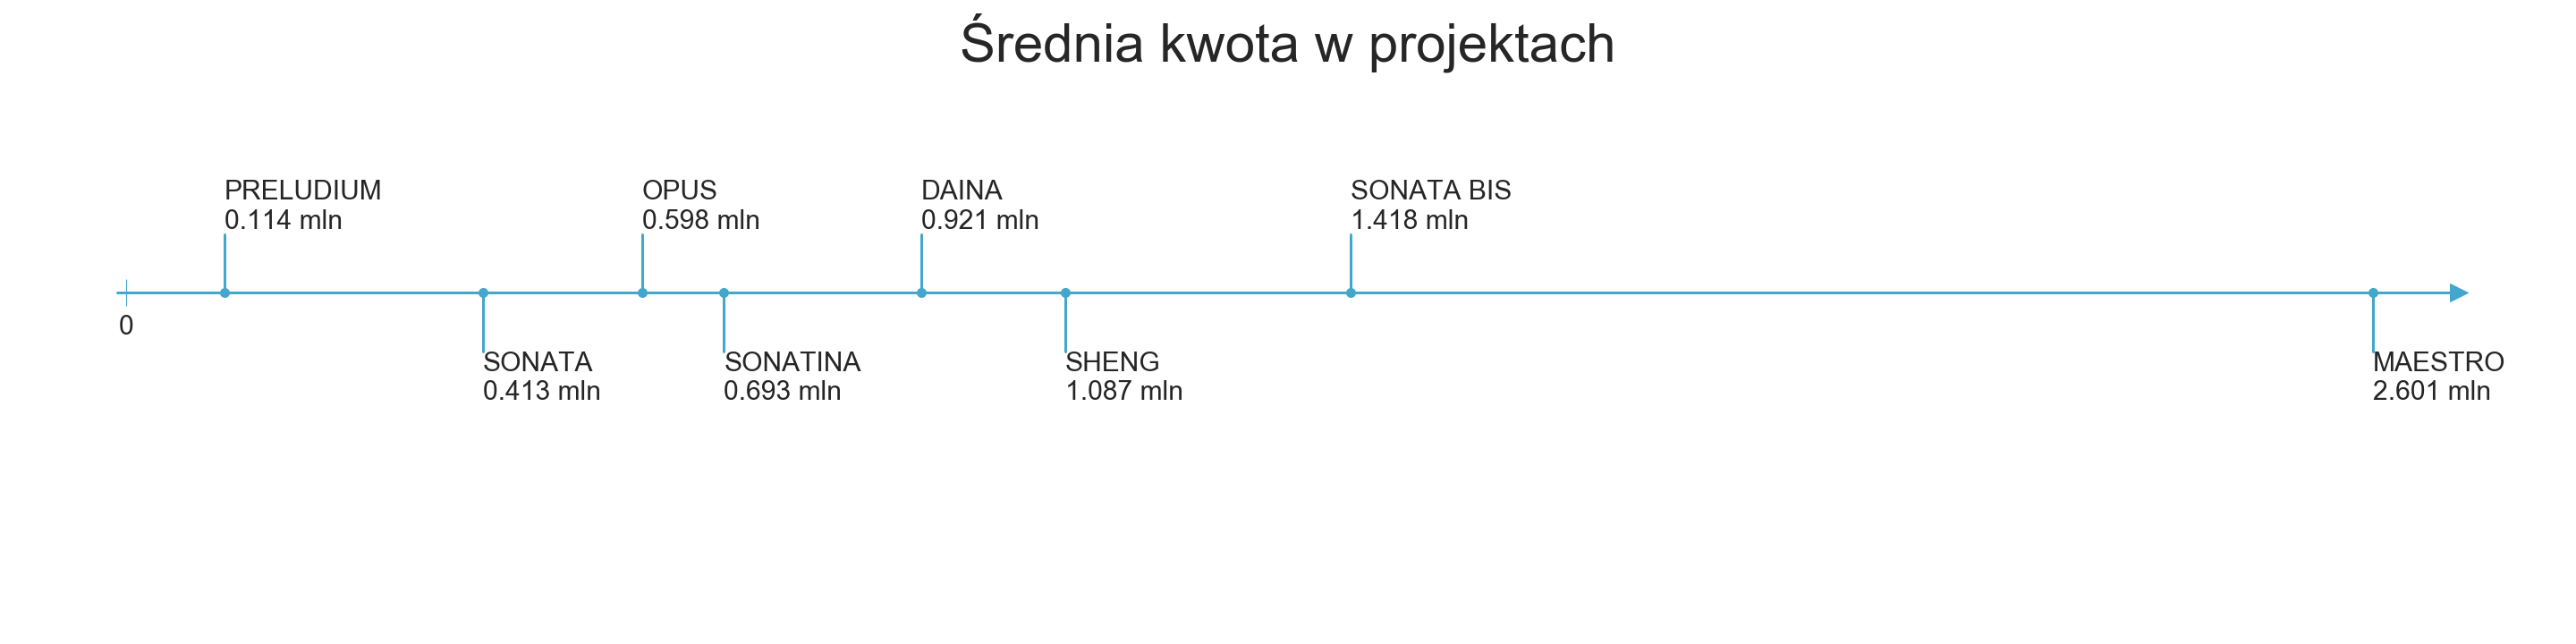 Średnia kwota w projektach
PRELUDIUM
0.114 mln
OPUS
0.598 mln
DAINA
0.921 mln
SONATA BIS
1.418 mln
0
SONATA
0.413 mln
SONATINA
0.693 mln
SHENG
1.087 mln
MAESTRO
2.601 mln